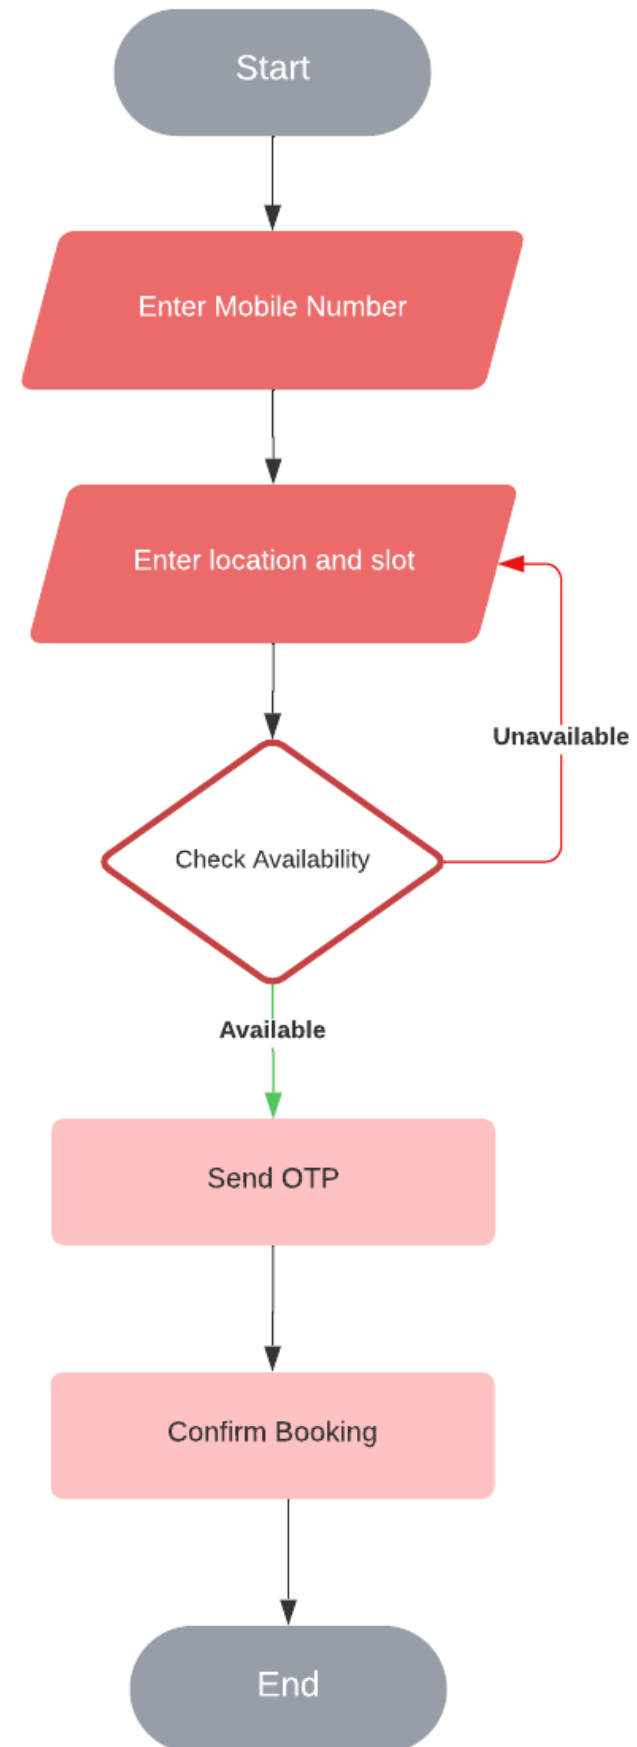 Start
Enter Mobile Number
Enter location and slot
Unavailable
Check Availability
Available
Send OTP
Confirm Booking
End